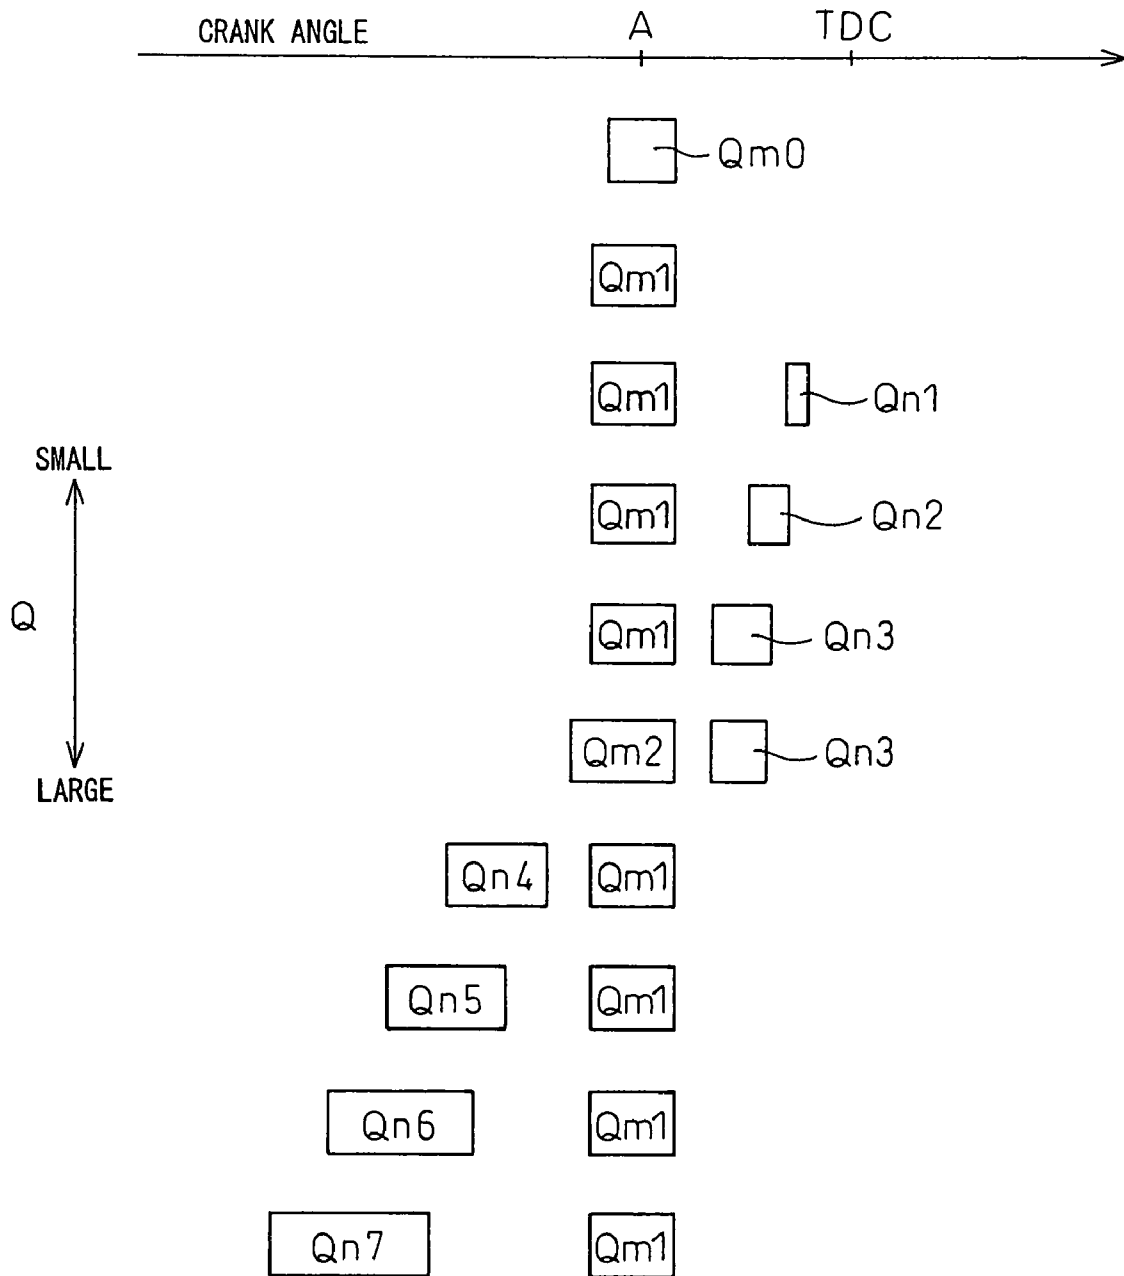 CRANK ANGLE A TDC
Qm0
Qm1
Qm1 Qn1
SMALL
Qm1 Qn2
Q
Qm1 Qn3
Qm2 Qn3
LARGE
Qn4 Qm1
Qn5 Qm1
Qn6 Qm1
Qn7 Qm1